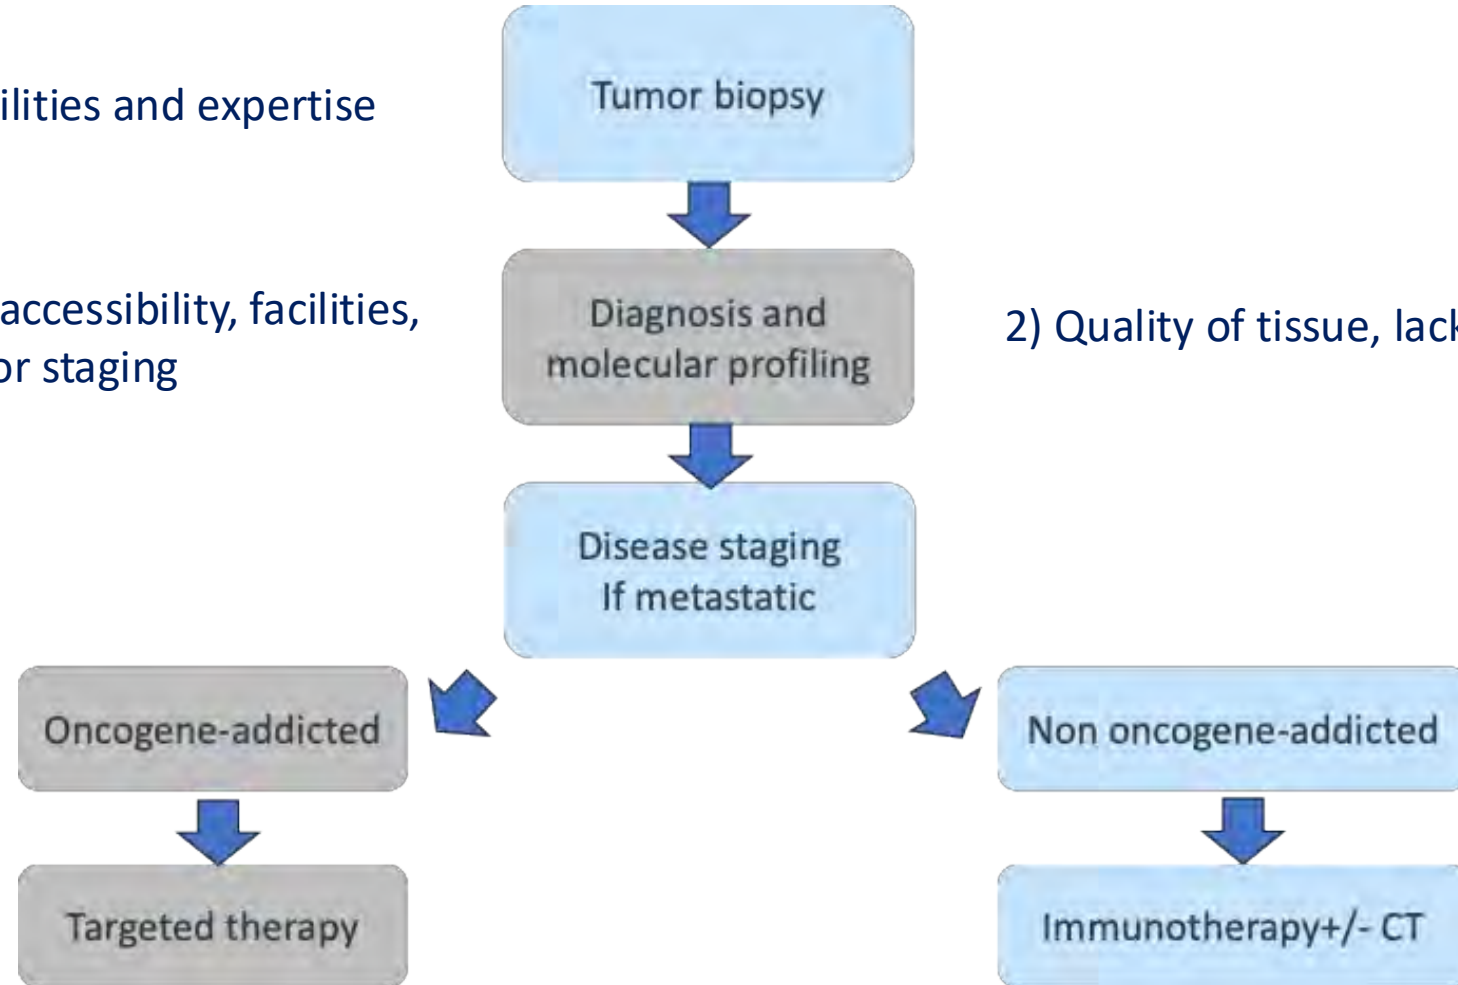 ilities and expertise
Tumor biopsy
accessibility, facilities,
or staging
Diagnosis and
molecular profiling
2) Quality of tissue, lack
Disease staging
If metastatic
Oncogene-addicted
Non oncogene-addicted
Targeted therapy
Immunotherapy+/- CT